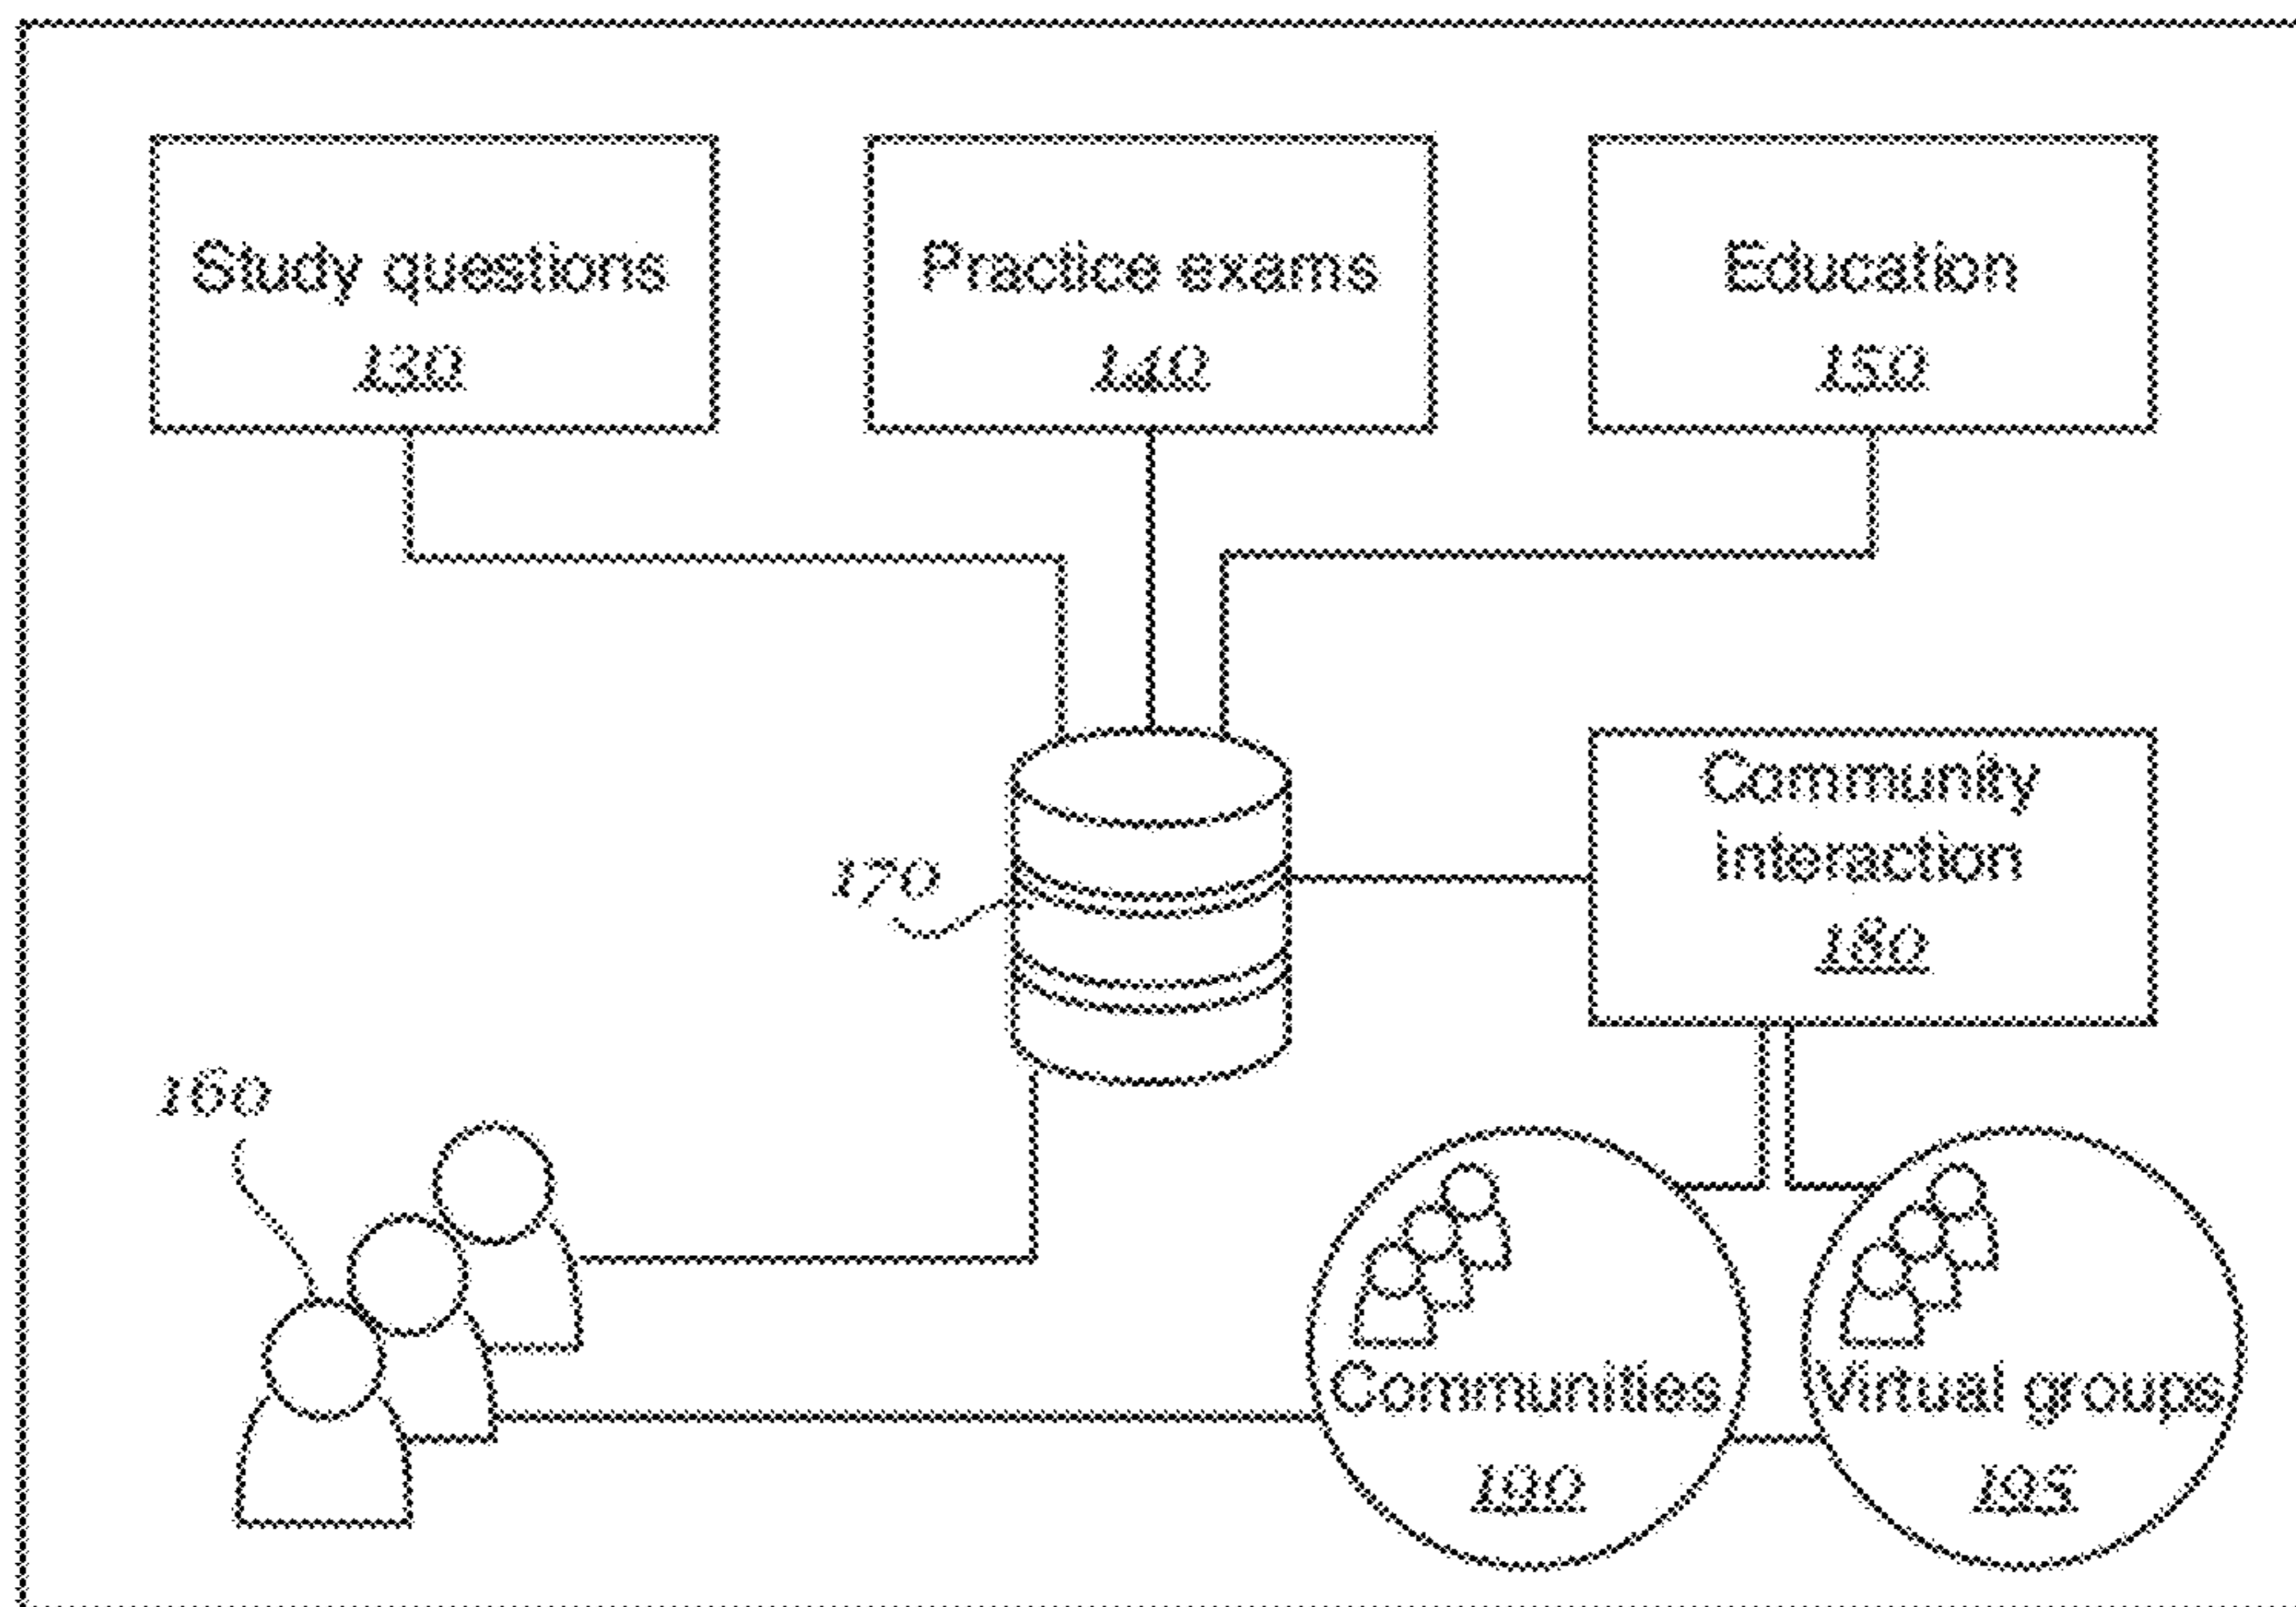 Study questions
130
Practice exams
140
Education
150
Community
interaction
180
170
160
Communities
190
Virtual groups
195